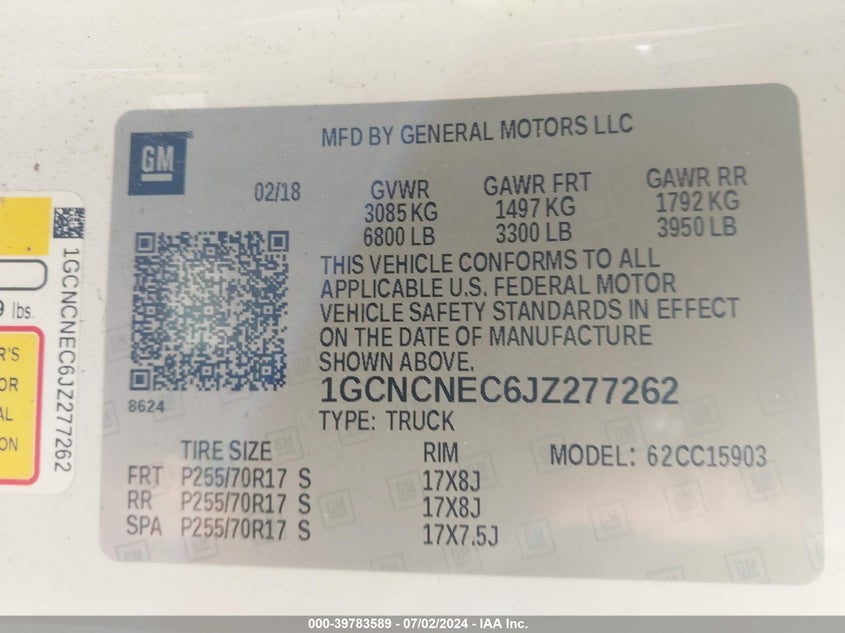 GM
MFD BY GENERAL MOTORS LLC
02/18
GVWR GAWR FRT GAWR RR
3085 KG 1497 KG 1792 KG
6800 LB 3300 LB 3950 LB
THIS VEHICLE CONFORMS TO ALL
APPLICABLE U.S. FEDERAL MOTOR
VEHICLE SAFETY STANDARDS IN EFFECT
ON THE DATE OF MANUFACTURE
SHOWN ABOVE.
8624
1GCNCNEC6JZ277262
TYPE: TRUCK
TIRE SIZE RIM MODEL: 62CC15903
FRT P255/70R17 S 17X8J
RR P255/70R17 S 17X8J
SPA P255/70R17 S 17X7.5J
1GCNCNEC6JZ277262
9 lbs.
R'S
OR
AL
ON
000-39783589 - 07/02/2024 - IAA Inc.